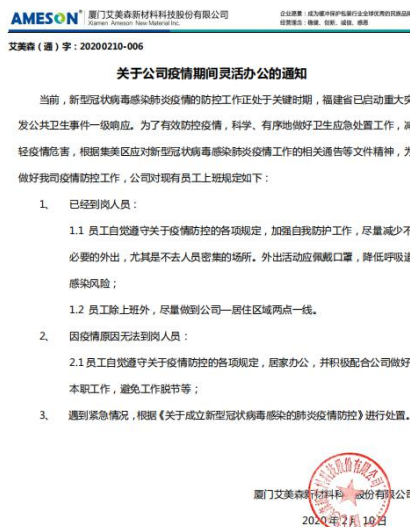 AMESON® 厦门艾美森新材料科技股份有限公司
Xiamen Ameson New Material Inc.
企业愿景：成为缓冲保护包装行业全球优秀的民族品牌
经营理念：稳健、创新、诚信、感恩
艾美森（通）字：20200210-006
关于公司疫情期间灵活办公的通知
当前，新型冠状病毒感染肺炎疫情的防控工作正处于关键时期，福建省已启动重大突
发公共卫生事件一级响应。为了有效防控疫情，科学、有序地做好卫生应急处置工作，减
轻疫情危害，根据集美区应对新型冠状病毒感染肺炎疫情工作的相关通告等文件精神，为
做好我司疫情防控工作，公司对现有员工上班规定如下：
1、 已经到岗人员：
1.1 员工自觉遵守关于疫情防控的各项规定，加强自我防护工作，尽量减少不
必要的外出，尤其是不去人员密集的场所。外出活动应佩戴口罩，降低呼吸道
感染风险；
1.2 员工除上班外，尽量做到公司—居住区域两点一线。
2、 因疫情原因无法到岗人员：
2.1 员工自觉遵守关于疫情防控的各项规定，居家办公，并积极配合公司做好
本职工作，避免工作脱节等；
3、 遇到紧急情况，根据《关于成立新型冠状病毒感染的肺炎疫情防控》进行处置。
厦门艾美森新材料科 股份有限公司
2020 年 2 月 10 日